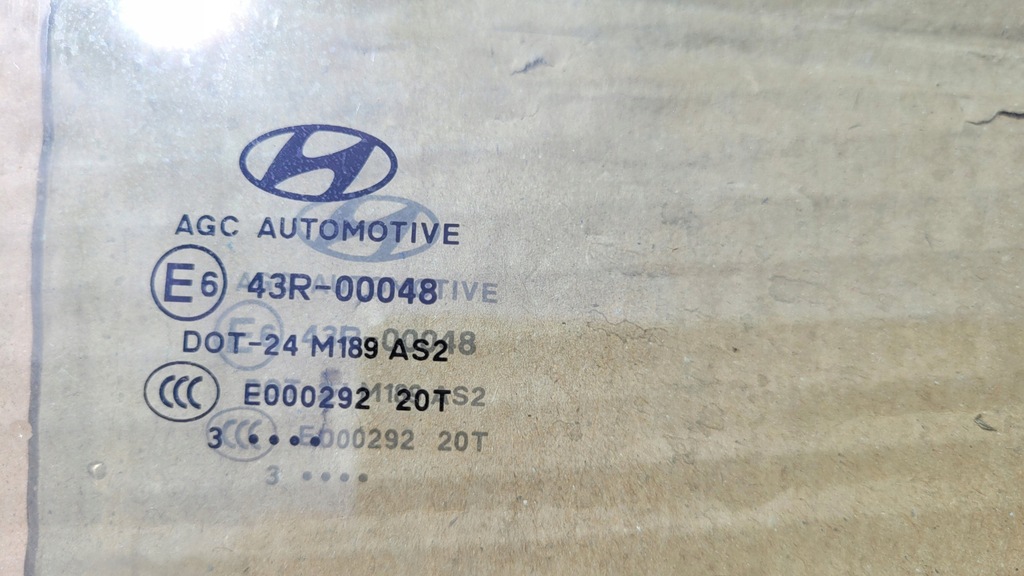 AGC AUTOMOTIVE
E6 43R-00048
DOT-24 M189 AS2
CCC E000292 20T
3 ••••